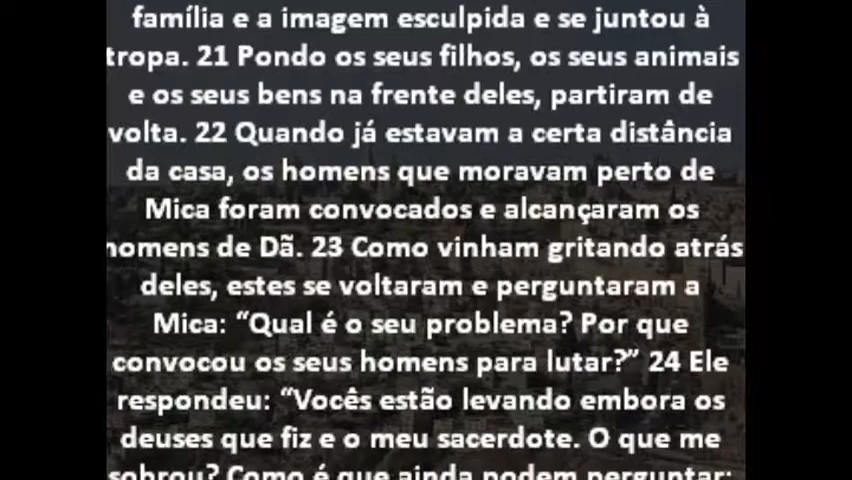 família e a imagem esculpida e se juntou à
tropa. 21 Pondo os seus filhos, os seus animais
e os seus bens na frente deles, partiram de
volta. 22 Quando já estavam a certa distância
da casa, os homens que moravam perto de
Mica foram convocados e alcançaram os
homens de Dã. 23 Como vinham gritando atrás
deles, estes se voltaram e perguntaram a
Mica: “Qual é o seu problema? Por que
convocou os seus homens para lutar?” 24 Ele
respondeu: “Vocês estão levando embora os
deuses que fiz e o meu sacerdote. O que me
sobrou? Como é que ainda podem perguntar: